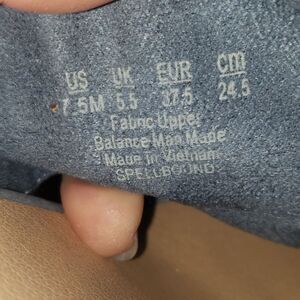 US UK EUR cm
7.5M 5.5 37.5 24.5
Fabric Upper
Balance Man Made
Made in Vietnam
SPELLBOUND